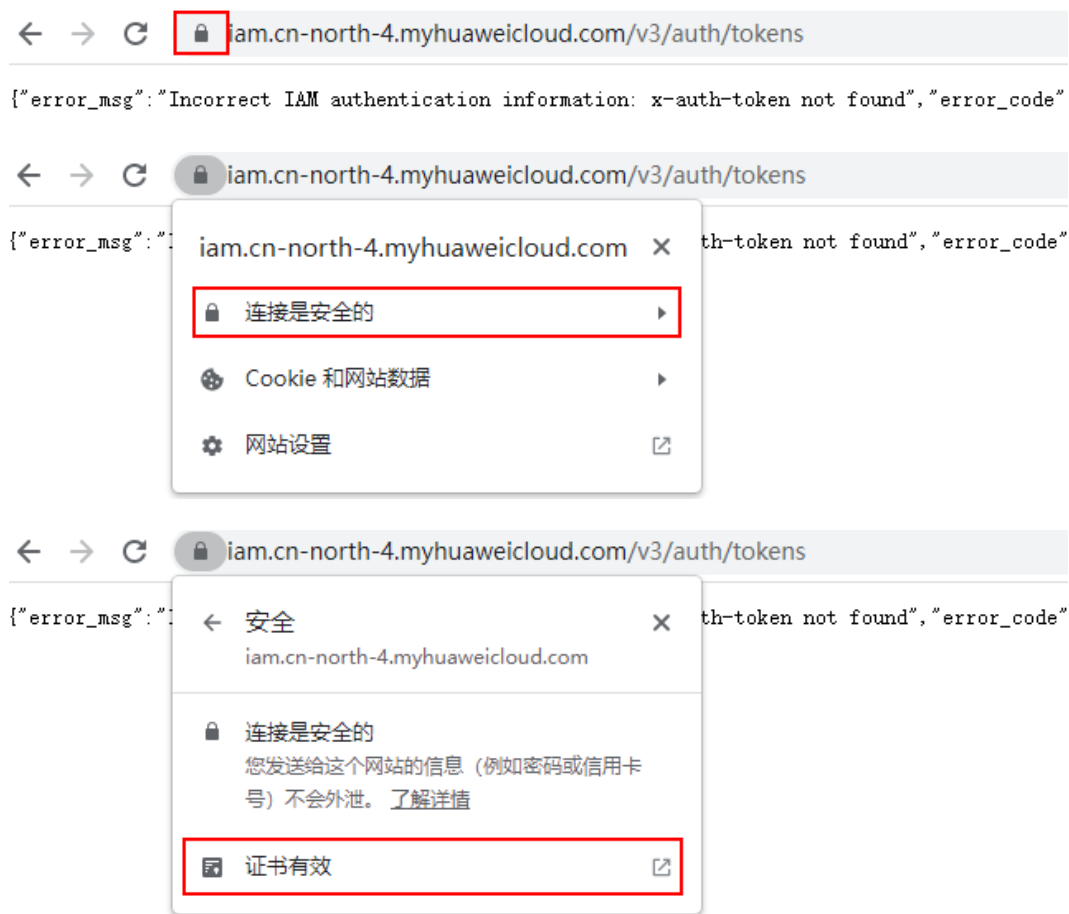 iam.cn-north-4.myhuaweicloud.com/v3/auth/tokens
{"error_msg":"Incorrect IAM authentication information: x-auth-token not found","error_code"
iam.cn-north-4.myhuaweicloud.com/v3/auth/tokens
{"error_msg":" th-token not found","error_code"
iam.cn-north-4.myhuaweicloud.com
连接是安全的
Cookie 和网站数据
网站设置
iam.cn-north-4.myhuaweicloud.com/v3/auth/tokens
{"error_msg":" th-token not found","error_code"
安全
iam.cn-north-4.myhuaweicloud.com
连接是安全的
您发送给这个网站的信息（例如密码或信用卡
号）不会外泄。 了解详情
证书有效